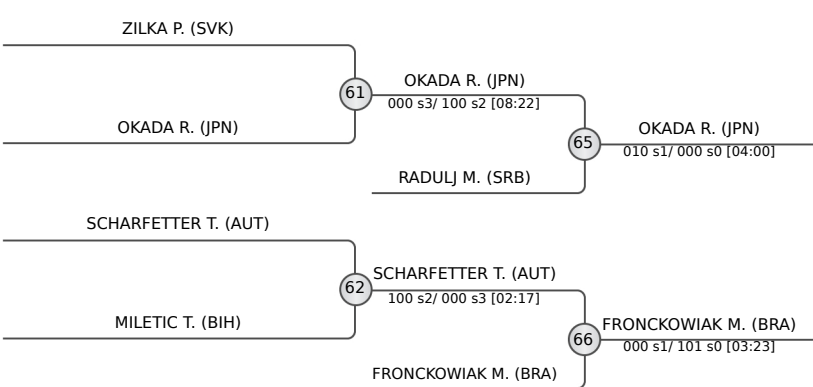 ZILKA P. (SVK)
61
OKADA R. (JPN)
000 s3/ 100 s2 [08:22]
OKADA R. (JPN)
65
OKADA R. (JPN)
010 s1/ 000 s0 [04:00]
RADULJ M. (SRB)
SCHARFETTER T. (AUT)
62
SCHARFETTER T. (AUT)
100 s2/ 000 s3 [02:17]
MILETIC T. (BIH)
66
FRONCKOWIAK M. (BRA)
000 s1/ 101 s0 [03:23]
FRONCKOWIAK M. (BRA)